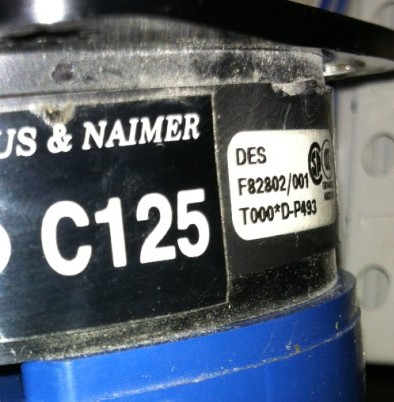 US & NAIMER
C125
DES
F82802/001
T000*D-P493